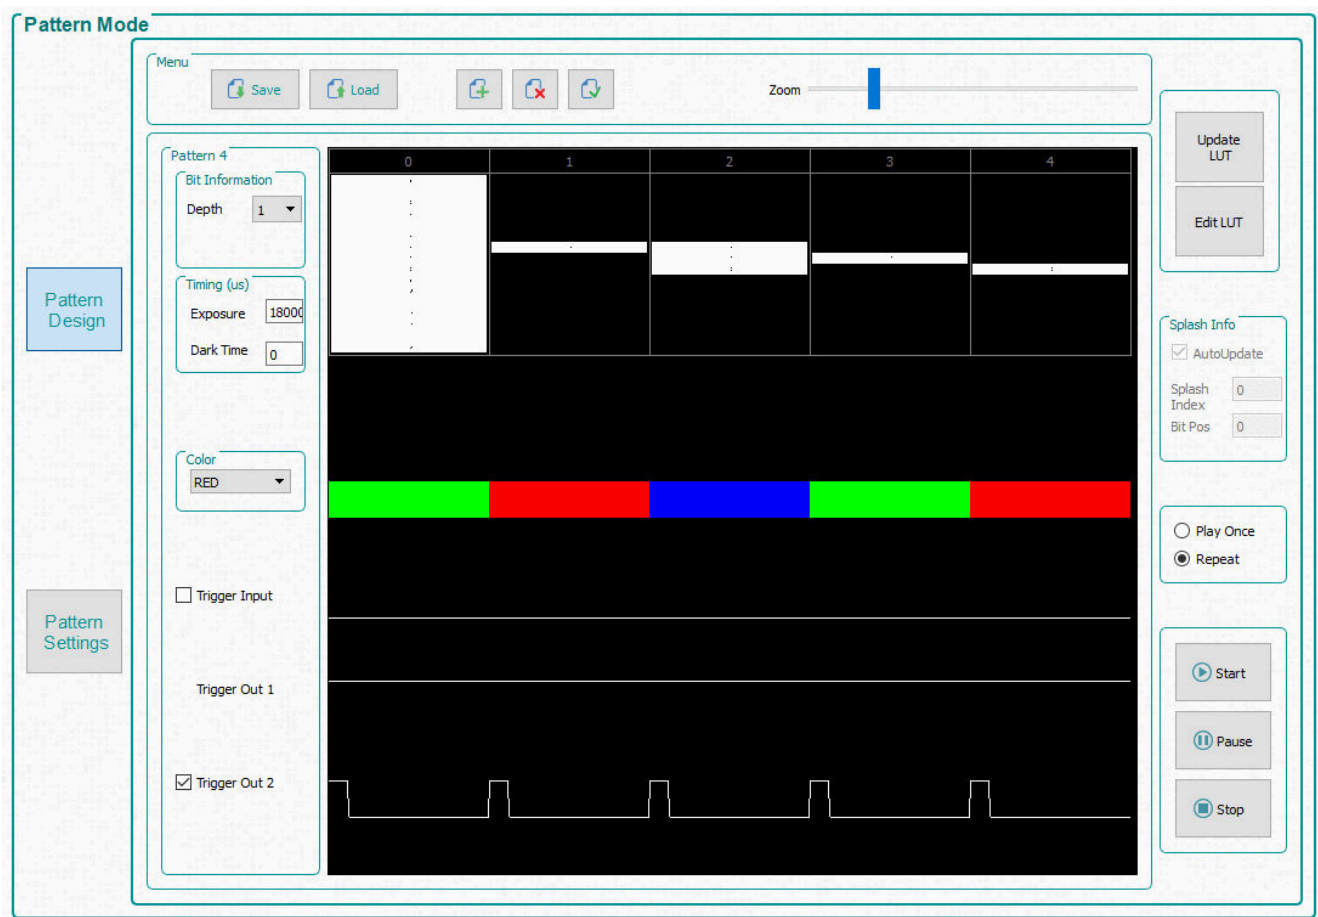 Pattern Mode
Menu
Save
Load
Zoom
Pattern 4
Bit Information
Depth 1
Timing (us)
Exposure 18000
Dark Time 0
Color
RED
Trigger Input
Trigger Out 1
Trigger Out 2
0 1 2 3 4
Pattern
Design
Pattern
Settings
Update
LUT
Edit LUT
Splash Info
AutoUpdate
Splash
Index 0
Bit Pos 0
Play Once
Repeat
Start
Pause
Stop